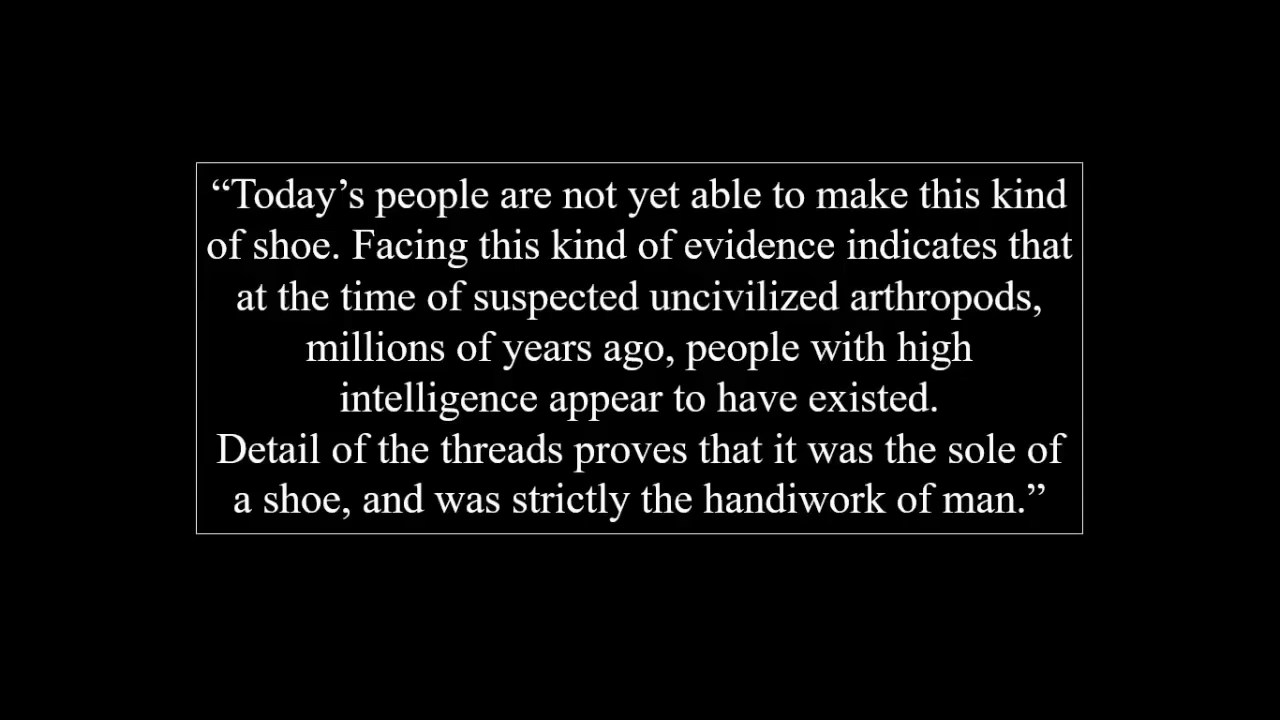 “Today’s people are not yet able to make this kind
of shoe. Facing this kind of evidence indicates that
at the time of suspected uncivilized arthropods,
millions of years ago, people with high
intelligence appear to have existed.
Detail of the threads proves that it was the sole of
a shoe, and was strictly the handiwork of man.”